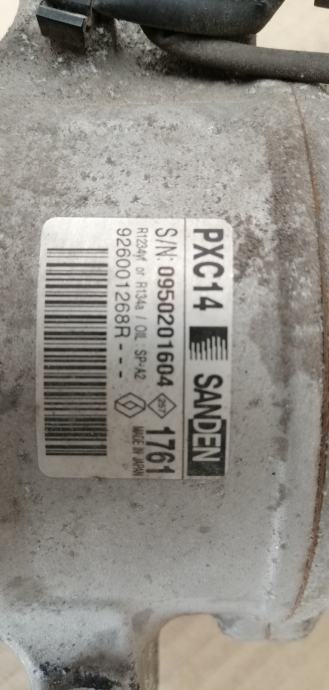 PXC14 SANDEN
S/N: 0950201604 1761
R1234yf or R134a / OIL : SP-A2 MADE IN JAPAN
926001268R---